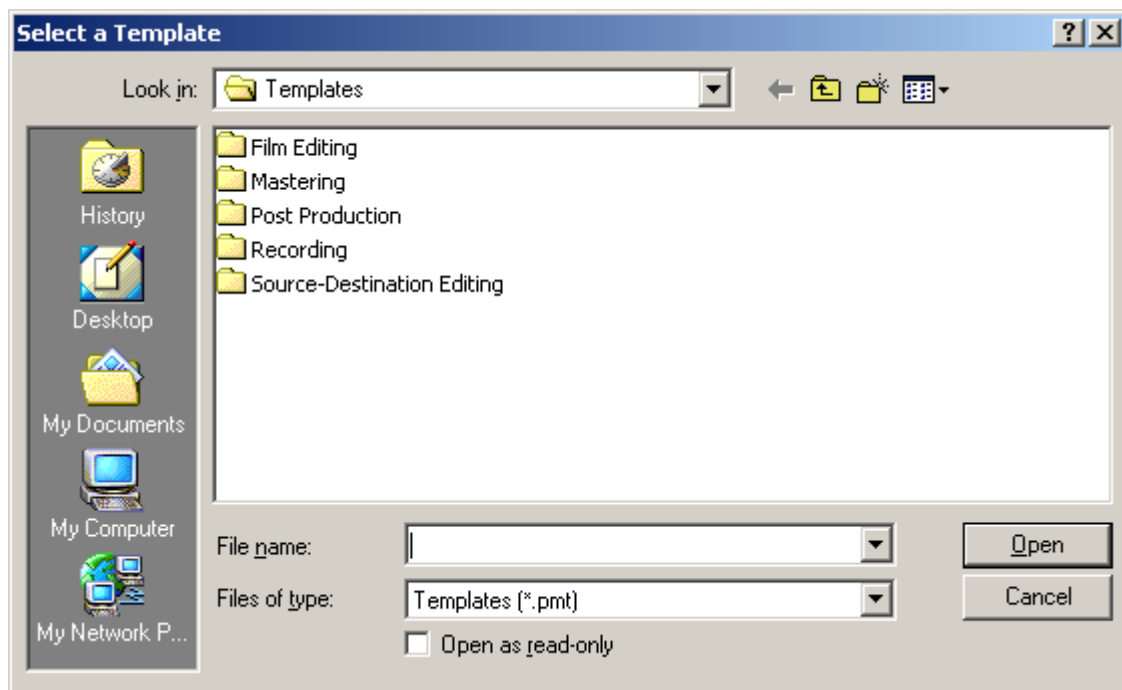 Select a Template
Look in: Templates
Film Editing
Mastering
Post Production
Recording
Source-Destination Editing
History
Desktop
My Documents
My Computer
My Network P...
File name:
Open
Files of type: Templates (*.pmt)
Cancel
Open as read-only